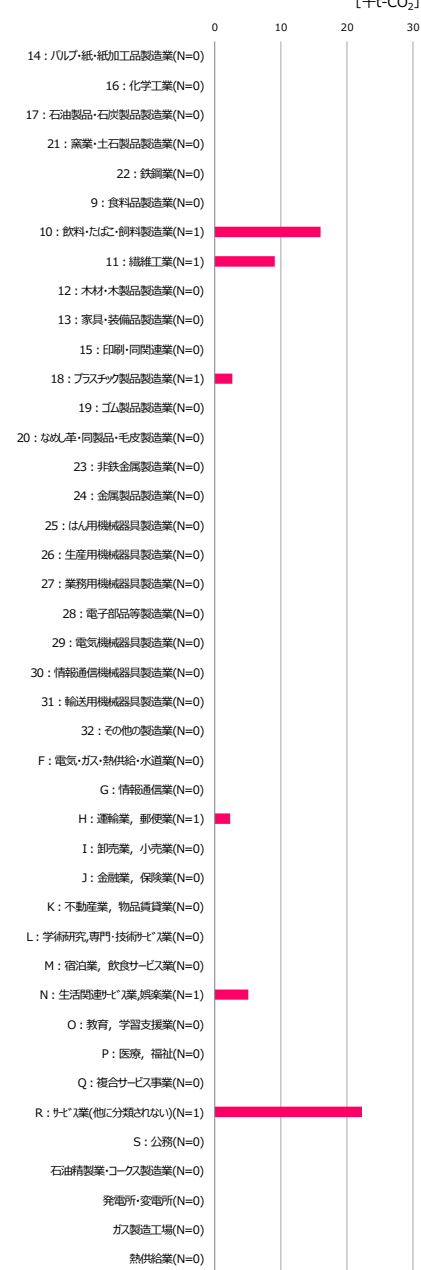 [千t-CO₂]
0 10 20 30
14：パルプ・紙・紙加工品製造業(N=0)
16：化学工業(N=0)
17：石油製品・石炭製品製造業(N=0)
21：窯業・土石製品製造業(N=0)
22：鉄鋼業(N=0)
9：食料品製造業(N=0)
10：飲料・たばこ・飼料製造業(N=1)
11：繊維工業(N=1)
12：木材・木製品製造業(N=0)
13：家具・装備品製造業(N=0)
15：印刷・同関連業(N=0)
18：プラスチック製品製造業(N=1)
19：ゴム製品製造業(N=0)
20：なめし革・同製品・毛皮製造業(N=0)
23：非鉄金属製造業(N=0)
24：金属製品製造業(N=0)
25：はん用機械器具製造業(N=0)
26：生産用機械器具製造業(N=0)
27：業務用機械器具製造業(N=0)
28：電子部品等製造業(N=0)
29：電気機械器具製造業(N=0)
30：情報通信機械器具製造業(N=0)
31：輸送用機械器具製造業(N=0)
32：その他の製造業(N=0)
F：電気・ガス・熱供給・水道業(N=0)
G：情報通信業(N=0)
H：運輸業，郵便業(N=1)
I：卸売業，小売業(N=0)
J：金融業，保険業(N=0)
K：不動産業，物品賃貸業(N=0)
L：学術研究,専門・技術ｻｰﾋﾞｽ業(N=0)
M：宿泊業，飲食サービス業(N=0)
N：生活関連ｻｰﾋﾞｽ業,娯楽業(N=1)
O：教育，学習支援業(N=0)
P：医療，福祉(N=0)
Q：複合サービス事業(N=0)
R：ｻｰﾋﾞｽ業(他に分類されない)(N=1)
S：公務(N=0)
石油精製業・コークス製造業(N=0)
発電所・変電所(N=0)
ガス製造工場(N=0)
熱供給業(N=0)